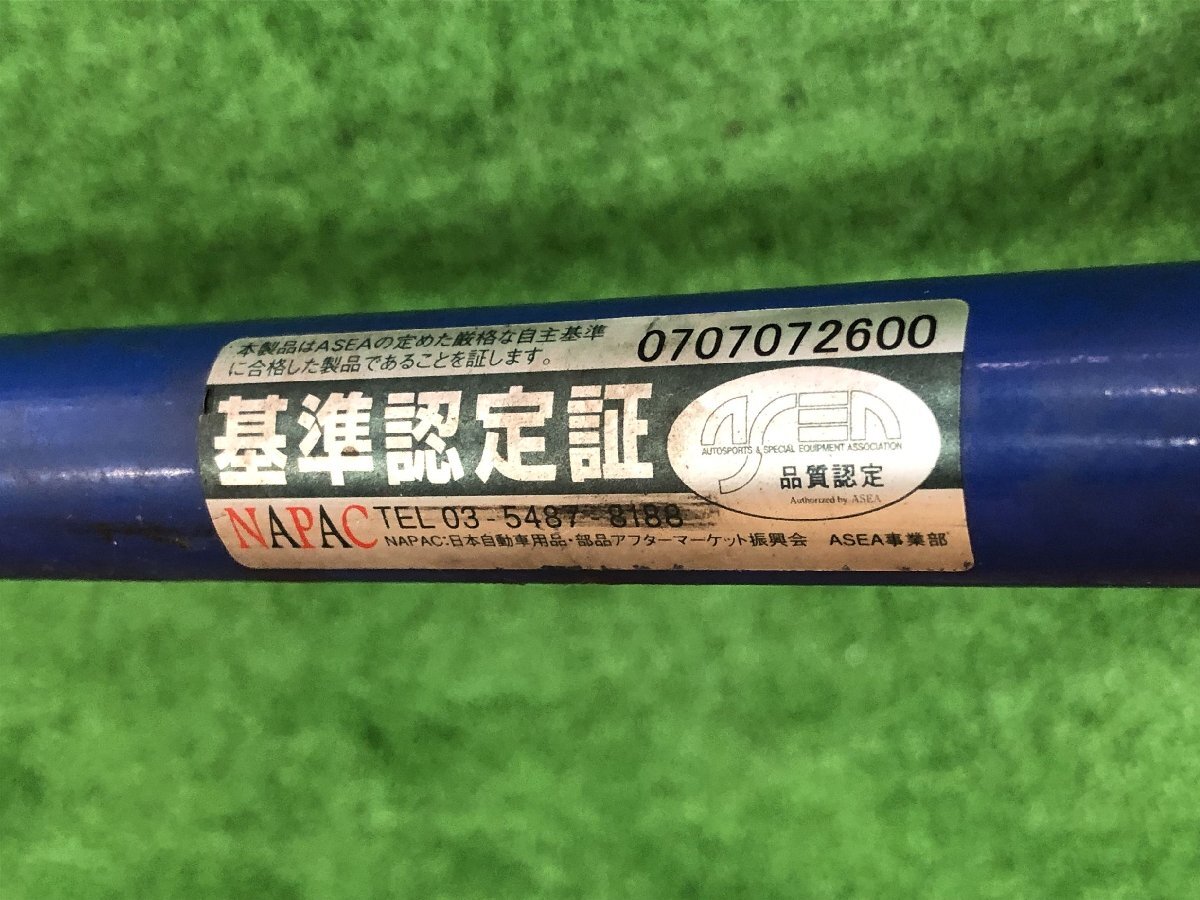 本製品はASEAの定めた厳格な自主基準
に合格した製品であることを証します。
0707072600
基準認定証
ASEA
AUTOSPORTS & SPECIAL EQUIPMENT ASSOCIATION
品質認定
Authorized by ASEA
NAPAC TEL 03-5487-8188
NAPAC:日本自動車用品・部品アフターマーケット振興会 ASEA事業部